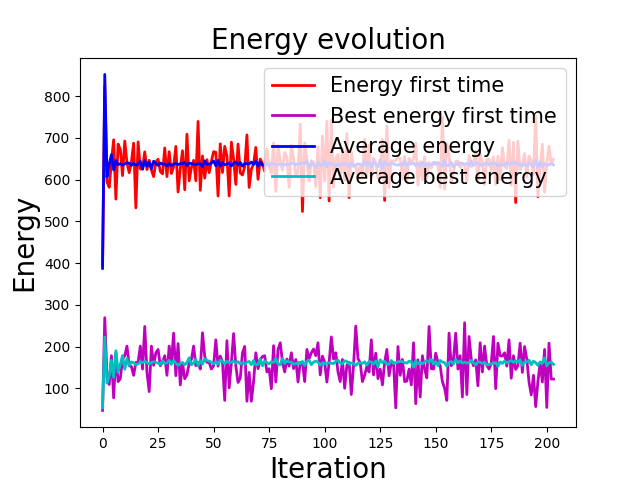 Energy evolution
Energy first time
Best energy first time
Average energy
Average best energy
Energy
800
700
600
500
400
300
200
100
0
25
50
75
100
125
150
175
200
Iteration